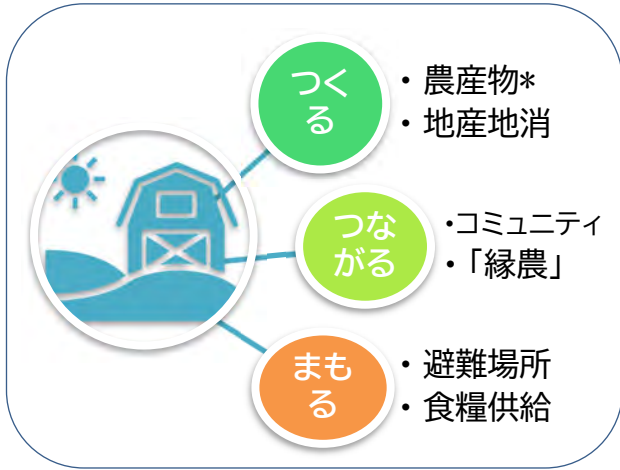 つく
る
・農産物*
・地産地消
つな
がる
・コミュニティ
・「縁農」
まも
る
・避難場所
・食糧供給